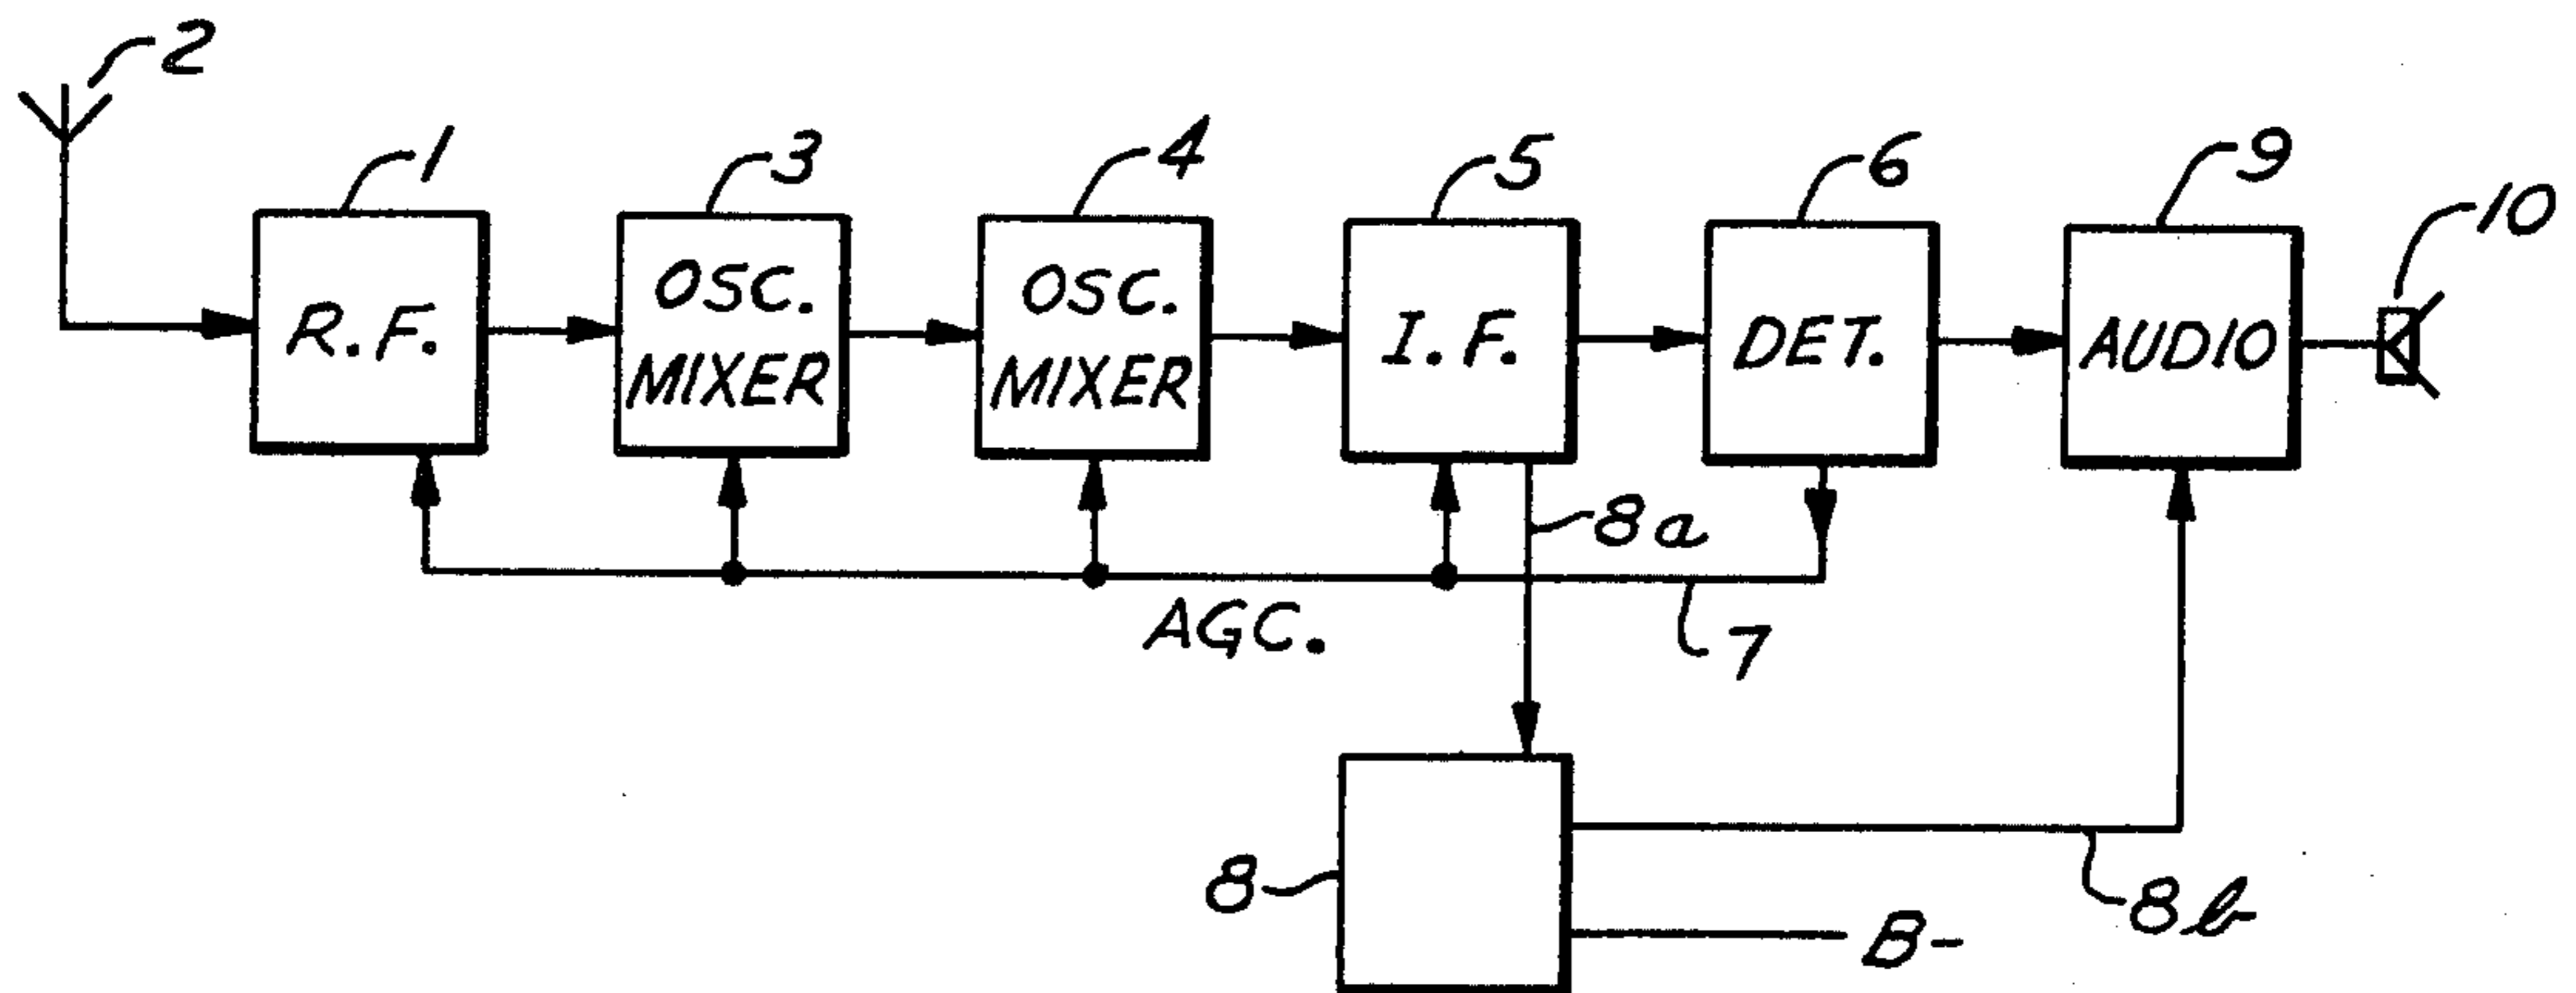 2
1
3
4
5
6
9
10
R.F.
OSC.
MIXER
OSC.
MIXER
I.F.
DET.
AUDIO
8a
AGC.
7
8
8b
B-